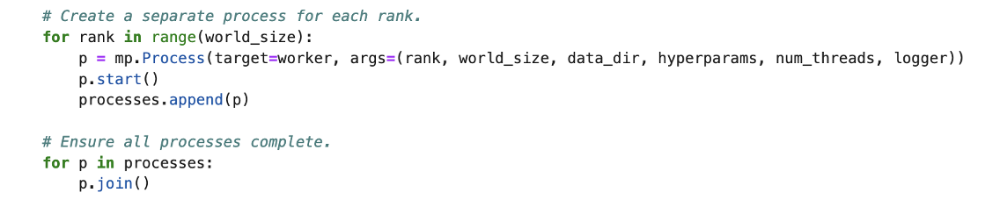 # Create a separate process for each rank.
for rank in range(world_size):
    p = mp.Process(target=worker, args=(rank, world_size, data_dir, hyperparams, num_threads, logger))
    p.start()
    processes.append(p)

# Ensure all processes complete.
for p in processes:
    p.join()